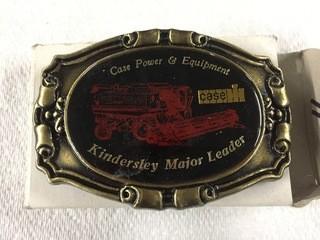 Case Power & Equipment
case IH
Kindersley Major Leader